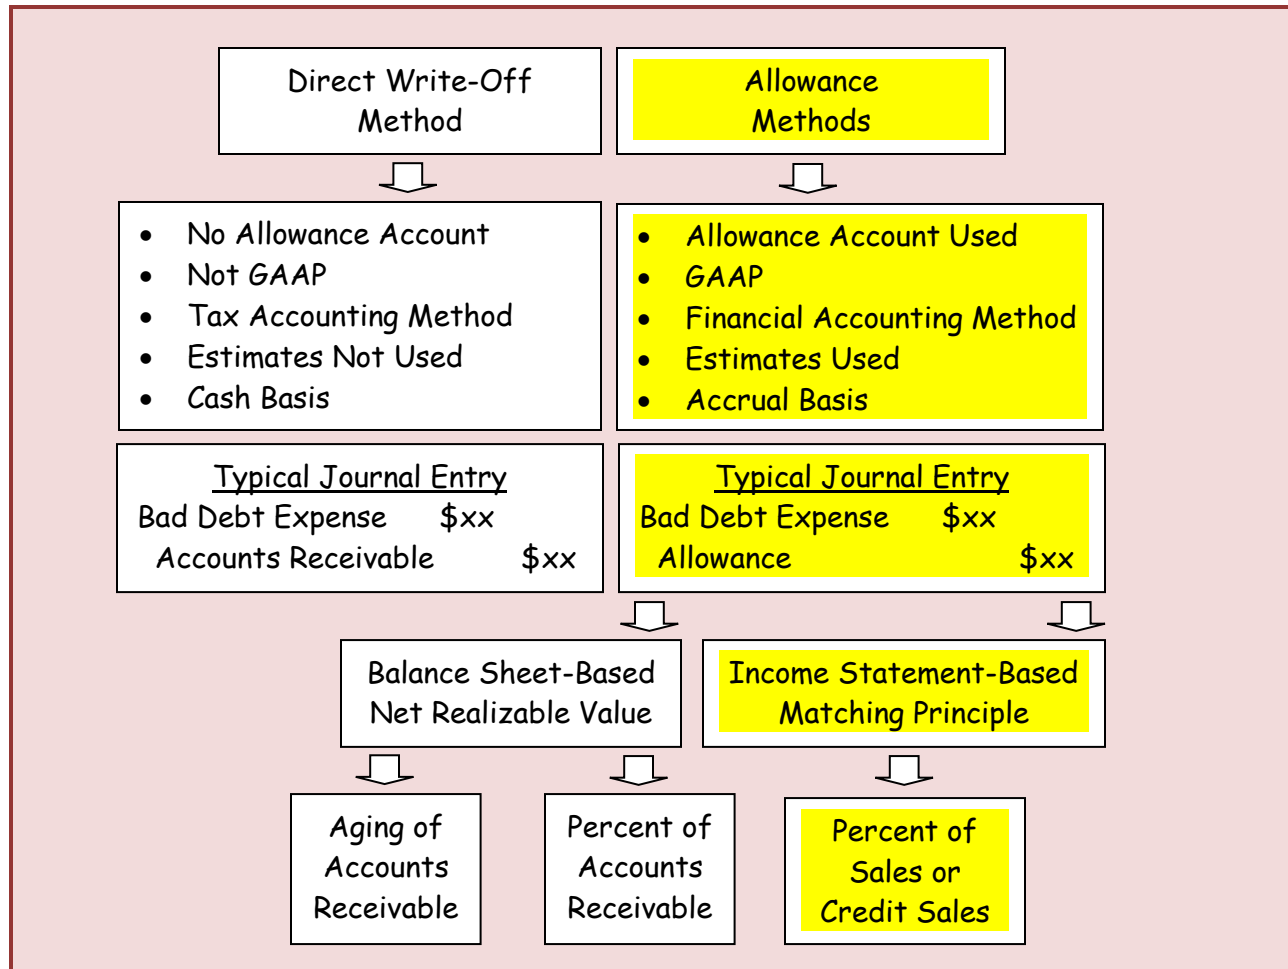 Direct Write-Off
Method
Allowance
Methods
• No Allowance Account
• Not GAAP
• Tax Accounting Method
• Estimates Not Used
• Cash Basis
• Allowance Account Used
• GAAP
• Financial Accounting Method
• Estimates Used
• Accrual Basis
Typical Journal Entry
Bad Debt Expense $xx
Accounts Receivable $xx
Typical Journal Entry
Bad Debt Expense $xx
Allowance $xx
Balance Sheet-Based
Net Realizable Value
Income Statement-Based
Matching Principle
Aging of
Accounts
Receivable
Percent of
Accounts
Receivable
Percent of
Sales or
Credit Sales